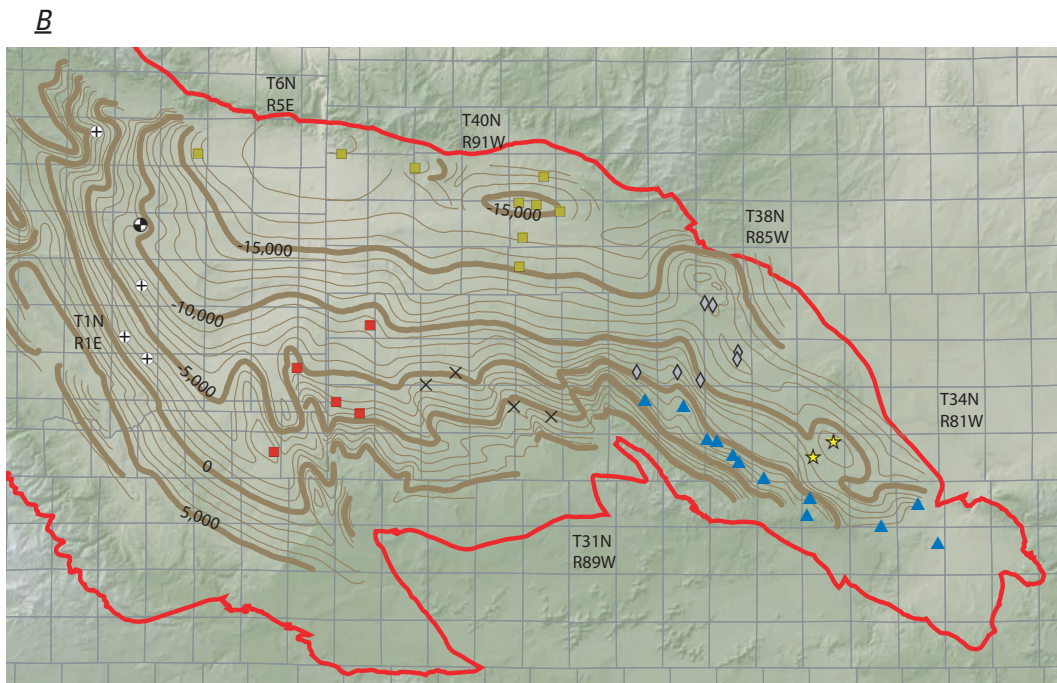 B
T6N
R5E
T40N
R91W
-15,000
T38N
R85W
-15,000
-10,000
T1N
R1E
-5,000
T34N
R81W
0
5,000
T31N
R89W